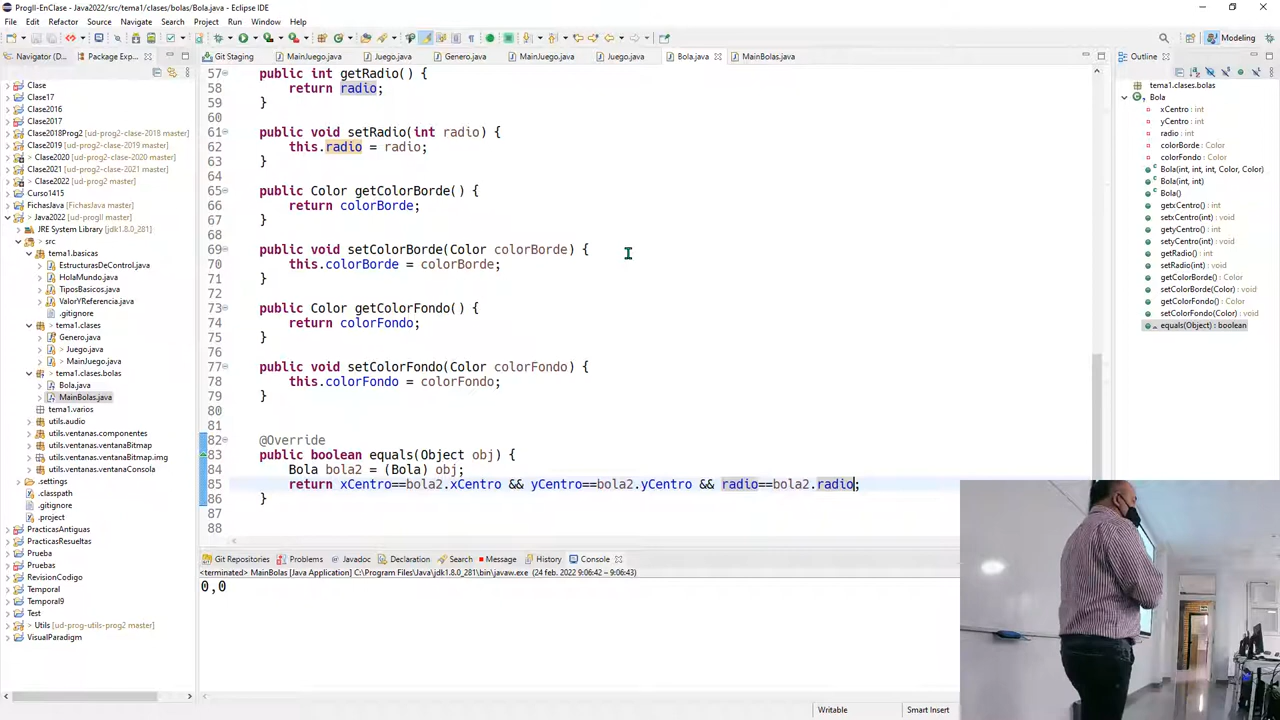 ProgII-EnClase - Java2022/src/tema1/clases/bolas/Bola.java - Eclipse IDE
File Edit Refactor Source Navigate Search Project Run Window Help
Modeling
Navigator (D...
Package Exp...
Git Staging
MainJuego.java
Juego.java
Genero.java
MainJuego.java
Juego.java
Bola.java
MainBolas.java
Outline
Clase
Clase17
Clase2016
Clase2017
Clase2018Prog2 [ud-prog2-clase-2018 master]
Clase2019 [ud-prog2-clase-2019 master]
> Clase2020 [ud-prog2-clase-2020 master]
Clase2021 [ud-prog2-clase-2021 master]
> Clase2022 [ud-prog2 master]
Curso1415
FichasJava [FichasJava master]
Java2022 [ud-progII master]
JRE System Library [jdk1.8.0_281]
> src
tema1.basicas
EstructurasDeControl.java
HolaMundo.java
TiposBasicos.java
ValorYReferencia.java
.gitignore
> tema1.clases
Genero.java
> Juego.java
> MainJuego.java
> tema1.clases.bolas
Bola.java
MainBolas.java
tema1.varios
utils.audio
utils.ventanas.componentes
utils.ventanas.ventanaBitmap
utils.ventanas.ventanaBitmap.img
utils.ventanas.ventanaConsola
.settings
.classpath
.gitignore
.project
PracticasAntiguas
PracticasResueltas
Prueba
Pruebas
RevisionCodigo
Temporal
Temporal9
Test
> Utils [ud-prog-utils-prog2 master]
VisualParadigm
57 public int getRadio() {
58 return radio;
59 }
60
61 public void setRadio(int radio) {
62 this.radio = radio;
63 }
64
65 public Color getColorBorde() {
66 return colorBorde;
67 }
68
69 public void setColorBorde(Color colorBorde) {
70 this.colorBorde = colorBorde;
71 }
72
73 public Color getColorFondo() {
74 return colorFondo;
75 }
76
77 public void setColorFondo(Color colorFondo) {
78 this.colorFondo = colorFondo;
79 }
80
81
82 @Override
83 public boolean equals(Object obj) {
84 Bola bola2 = (Bola) obj;
85 return xCentro==bola2.xCentro && yCentro==bola2.yCentro && radio==bola2.radio;
86 }
87
88
tema1.clases.bolas
Bola
xCentro : int
yCentro : int
radio : int
colorBorde : Color
colorFondo : Color
Bola(int, int, int, Color, Color)
Bola(int, int)
Bola()
getxCentro() : int
setxCentro(int) : void
getyCentro() : int
setyCentro(int) : void
getRadio() : int
setRadio(int) : void
getColorBorde() : Color
setColorBorde(Color) : void
getColorFondo() : Color
setColorFondo(Color) : void
equals(Object) : boolean
Git Repositories
Problems
Javadoc
Declaration
Search
Message
History
Console
<terminated> MainBolas [Java Application] C:\Program Files\Java\jdk1.8.0_281\bin\javaw.exe (24 feb. 2022 9:06:42 – 9:06:43)
0,0
Writable
Smart Insert